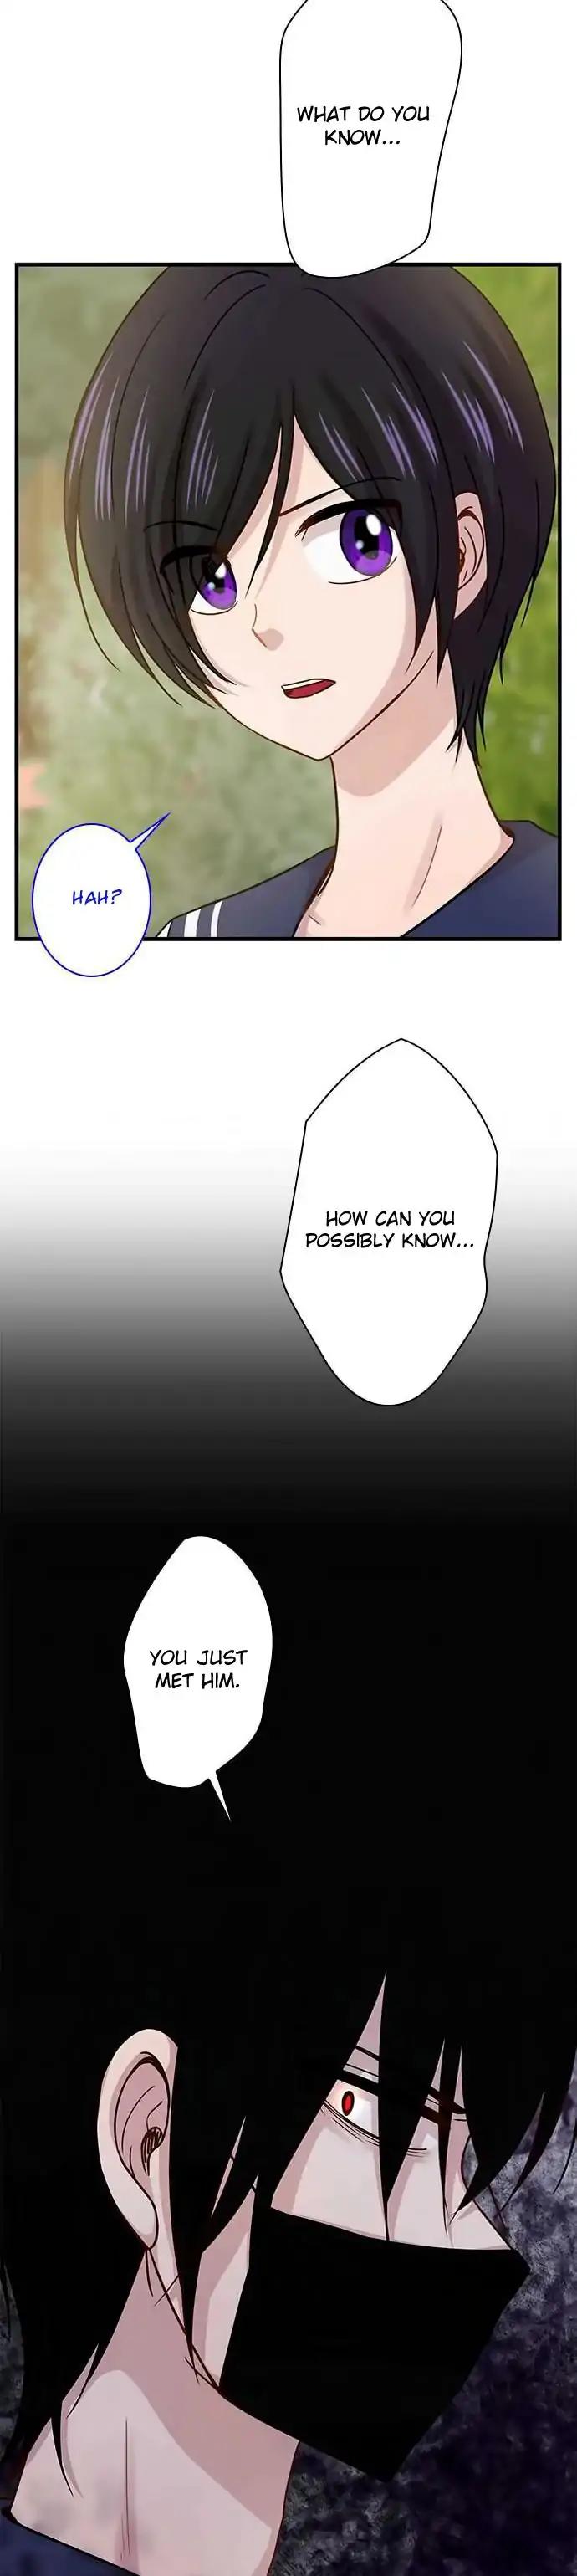 WHAT DO YOU
KNOW...
HAH?
HOW CAN YOU
POSSIBLY KNOW...
YOU JUST
MET HIM.